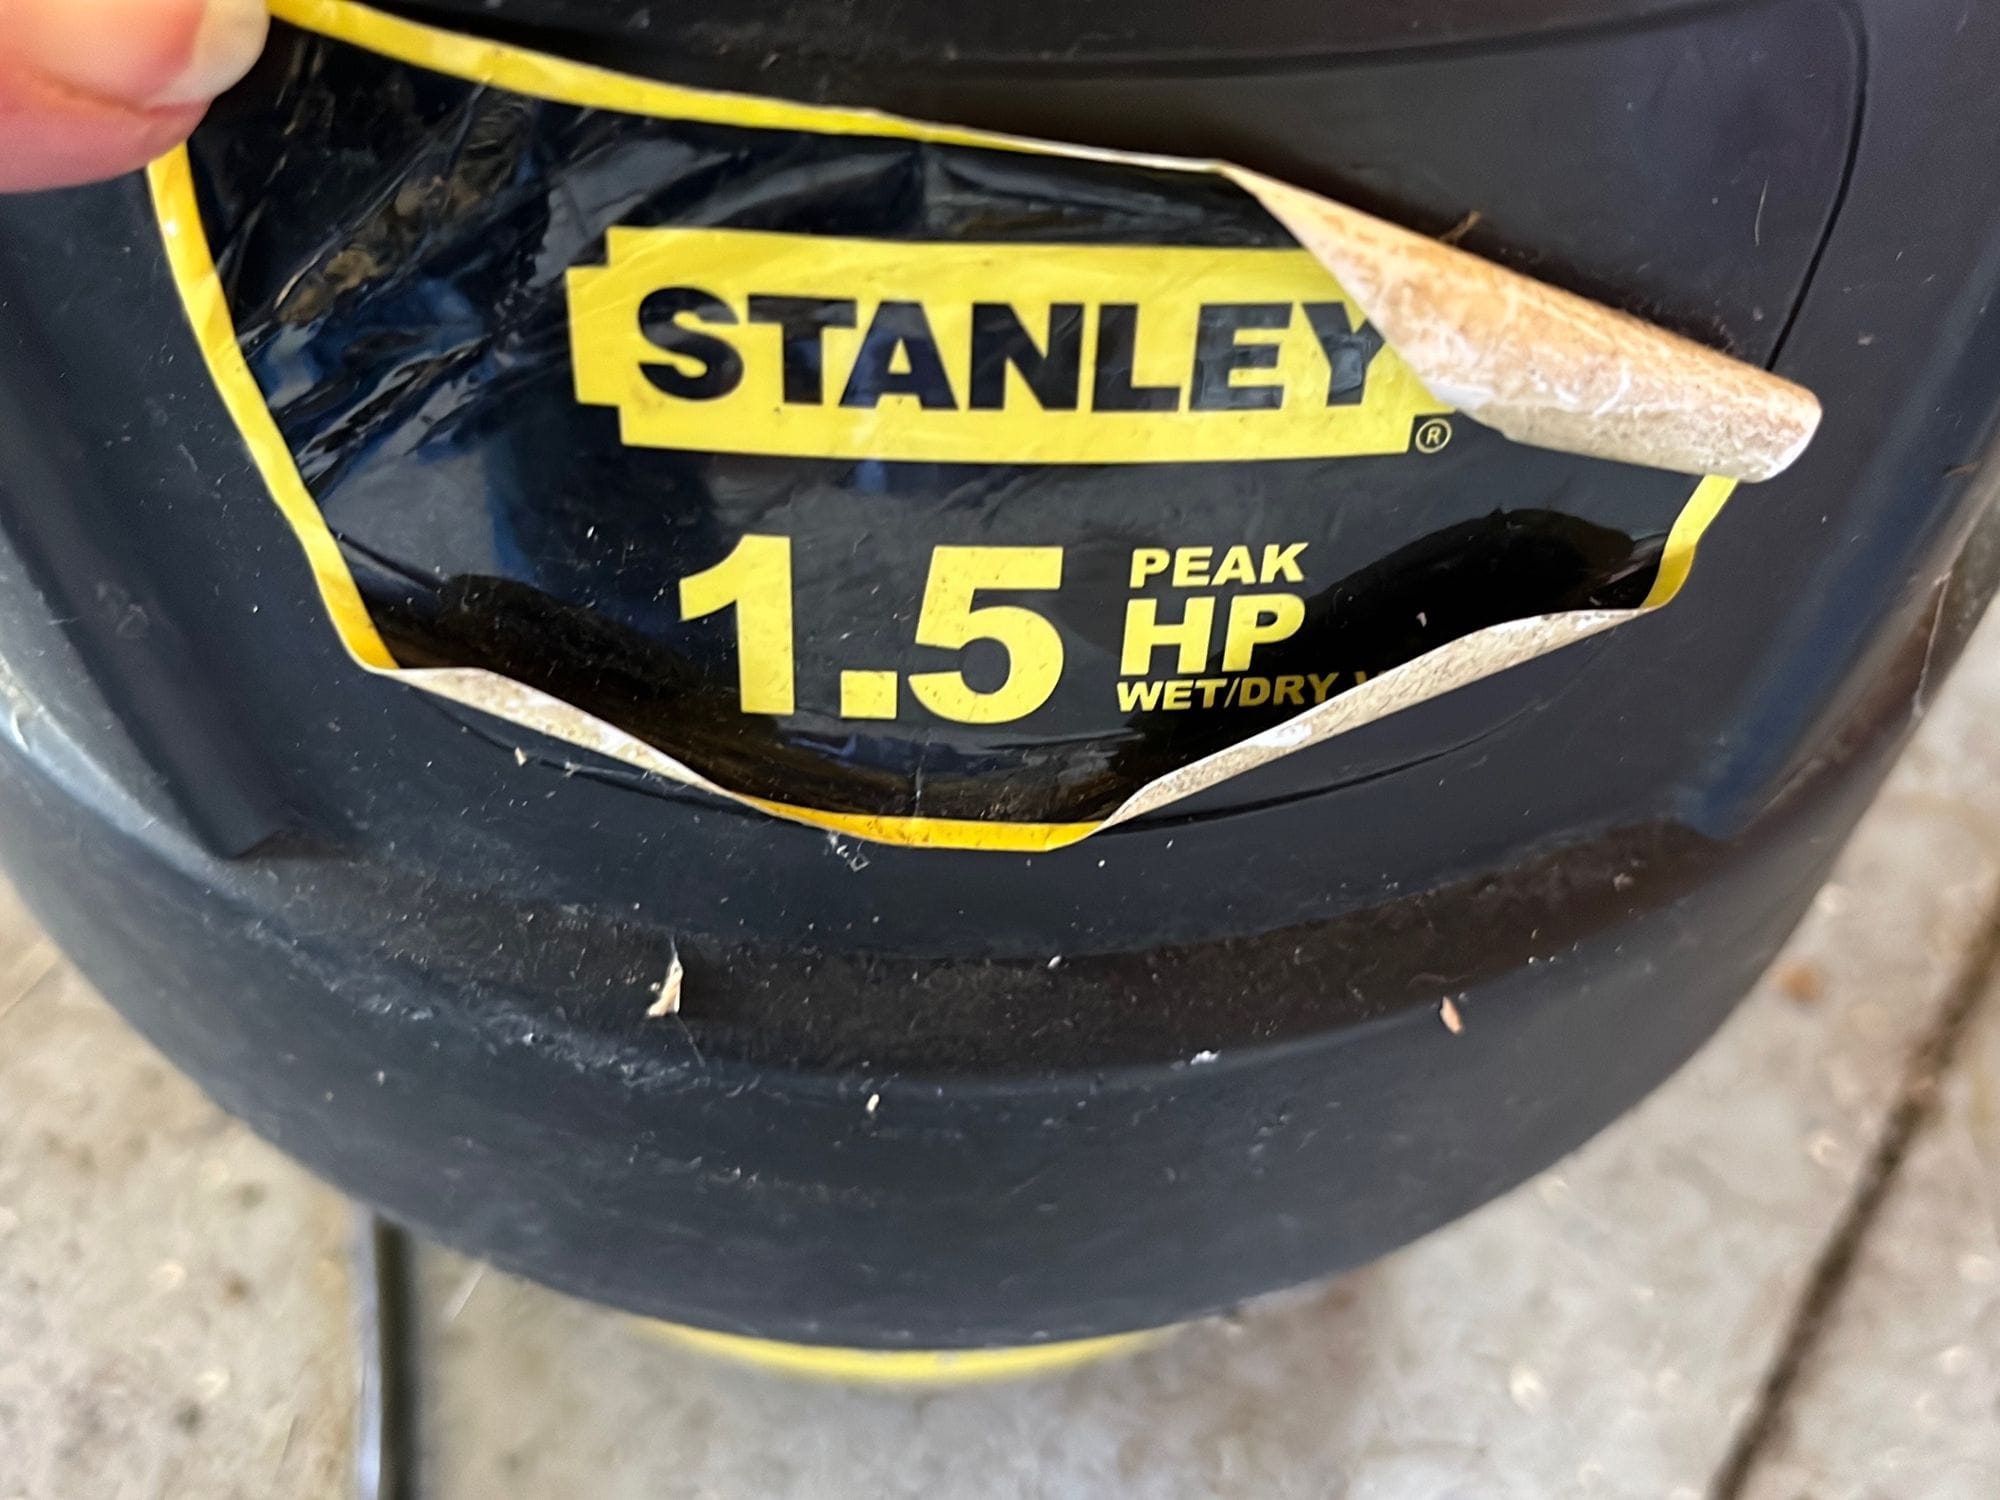 STANLEY
®
1.5 PEAK
HP
WET/DRY